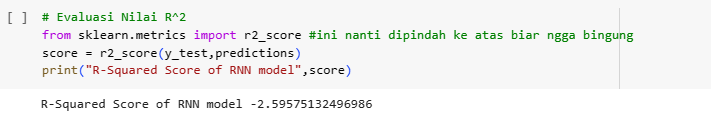 [ ] # Evaluasi Nilai R^2
from sklearn.metrics import r2_score #ini nanti dipindah ke atas biar ngga bingung
score = r2_score(y_test,predictions)
print("R-Squared Score of RNN model",score)
R-Squared Score of RNN model -2.59575132496986